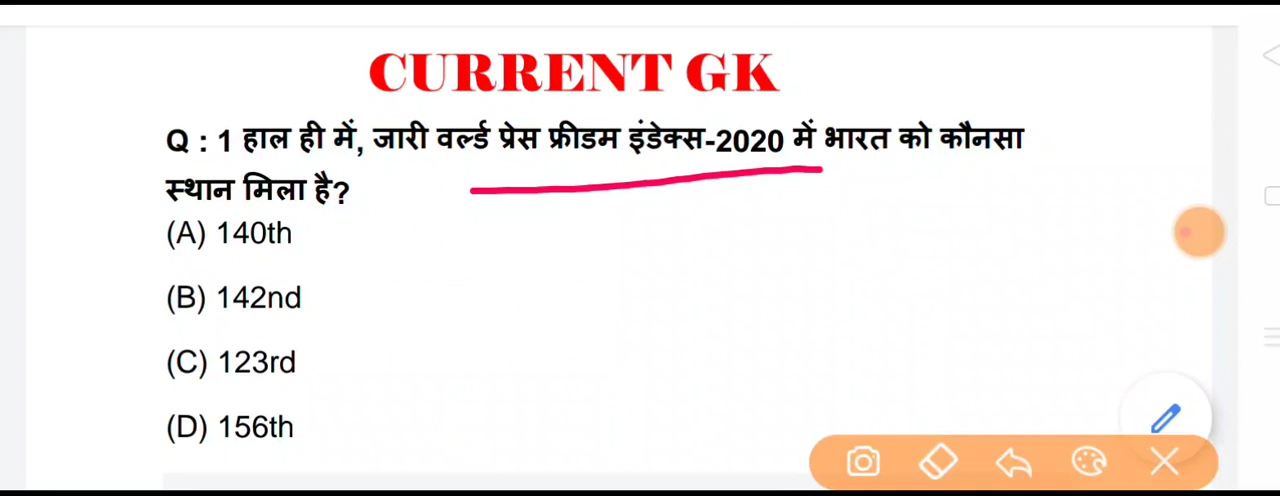 CURRENT GK
Q : 1 हाल ही में, जारी वर्ल्ड प्रेस फ्रीडम इंडेक्स-2020 में भारत को कौनसा
स्थान मिला है?
(A) 140th
(B) 142nd
(C) 123rd
(D) 156th